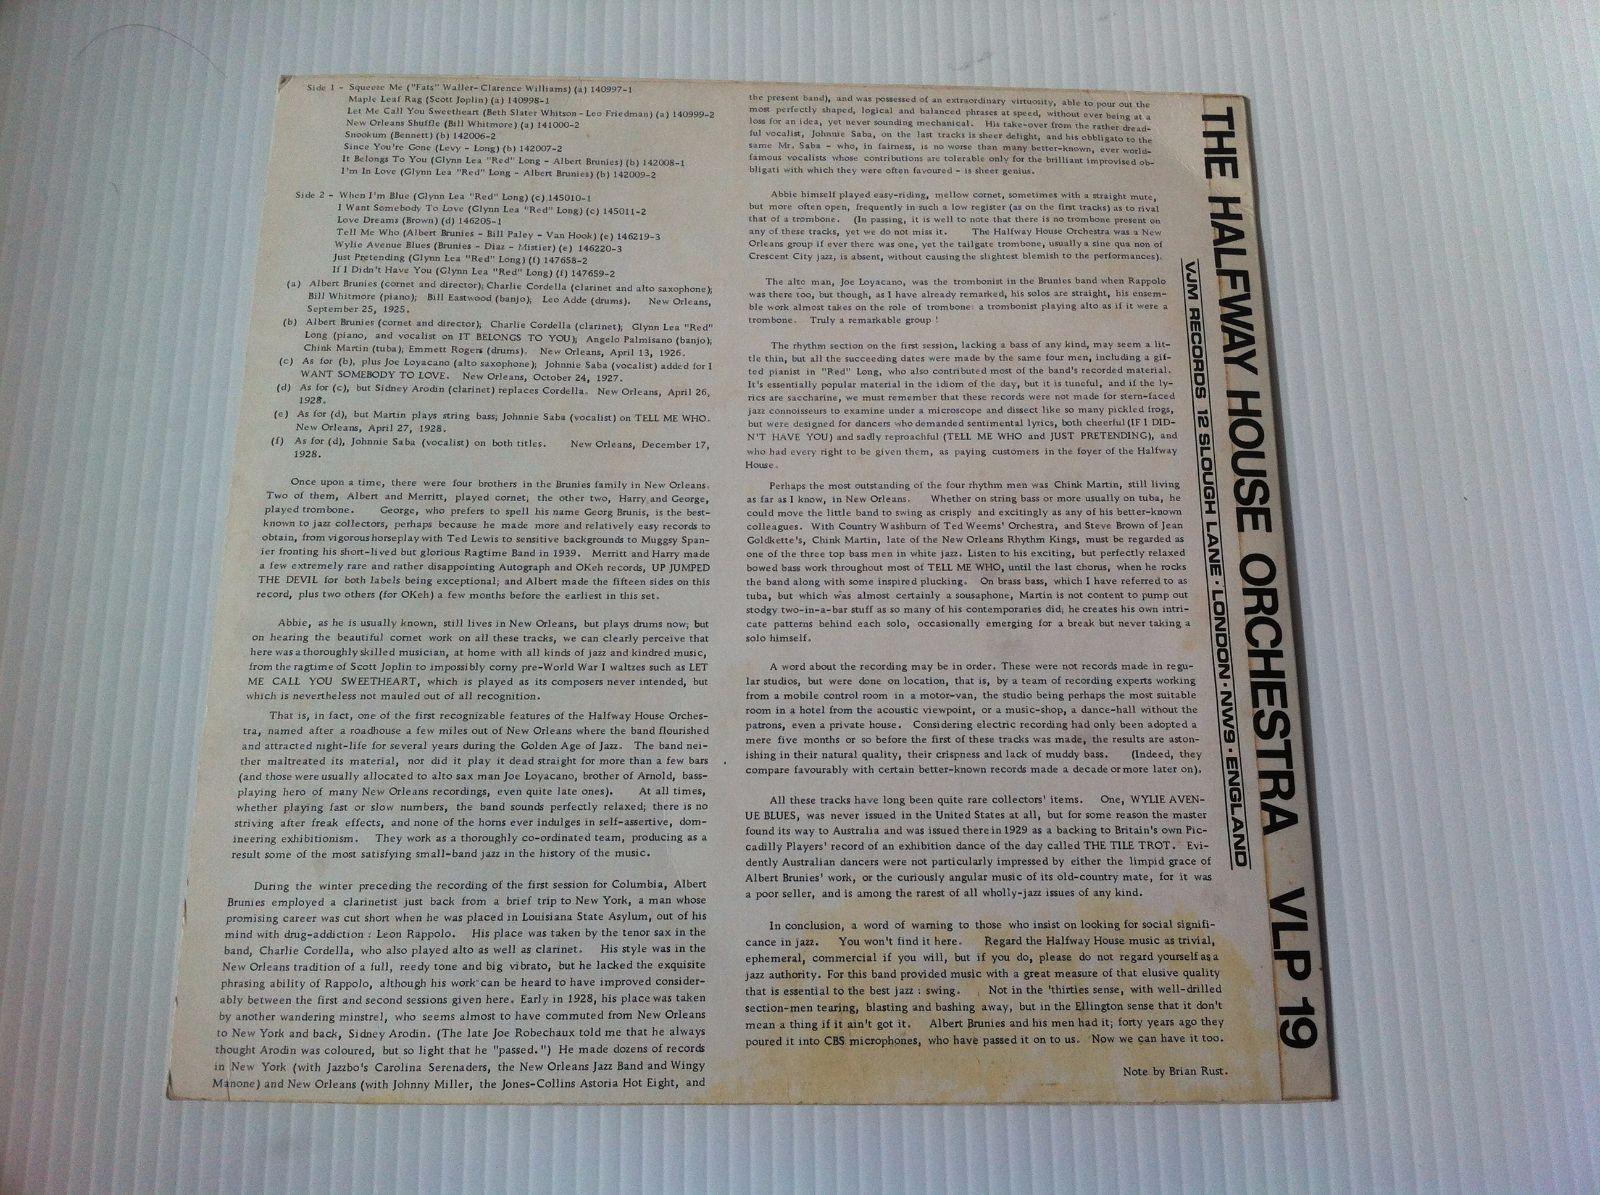 Side 1 - Squeeze Me ("Fats" Waller- Clarence Williams) (a) 140997-1
Maple Leaf Rag (Scott Joplin) (a) 140998-1
Let Me Call You Sweetheart (Beth Slater Whitson - Leo Friedman) (a) 140999-2
New Orleans Shuffle (Bill Whitmore) (a) 141000-2
Snookum (Bennett) (b) 142006-2
Since You're Gone (Levy - Long) (b) 142007-2
It Belongs To You (Glynn Lea "Red" Long - Albert Brunies) (b) 142008-1
I'm In Love (Glynn Lea "Red" Long - Albert Brunies) (b) 142009-2
Side 2 - When I'm Blue (Glynn Lea "Red" Long) (c) 145010-1
I Want Somebody To Love (Glynn Lea "Red" Long) (c) 145011-2
Love Dreams (Brown) (d) 146205-1
Tell Me Who (Albert Brunies - Bill Paley - Van Hook) (e) 146219-3
Wylie Avenue Blues (Brunies - Diaz - Mistier) (e) 146220-3
Just Pretending (Glynn Lea "Red" Long) (f) 147658-2
If I Didn't Have You (Glynn Lea "Red" Long) (f) 147659-2
(a) Albert Brunies (cornet and director); Charlie Cordella (clarinet and alto saxophone);
Bill Whitmore (piano); Bill Eastwood (banjo); Leo Adde (drums). New Orleans,
September 25, 1925.
(b) Albert Brunies (cornet and director); Charlie Cordella (clarinet); Glynn Lea "Red"
Long (piano, and vocalist on IT BELONGS TO YOU); Angelo Palmisano (banjo);
Chink Martin (tuba); Emmett Rogers (drums). New Orleans, April 13, 1926.
(c) As for (b), plus Joe Loyacano (alto saxophone); Johnnie Saba (vocalist) added for I
WANT SOMEBODY TO LOVE. New Orleans, October 24, 1927.
(d) As for (c), but Sidney Arodin (clarinet) replaces Cordella. New Orleans, April 26,
1928.
(e) As for (d), but Martin plays string bass; Johnnie Saba (vocalist) on TELL ME WHO.
New Orleans, April 27, 1928.
(f) As for (d), Johnnie Saba (vocalist) on both titles. New Orleans, December 17,
1928.
Once upon a time, there were four brothers in the Brunies family in New Orleans.
Two of them, Albert and Merritt, played cornet; the other two, Harry and George,
played trombone. George, who prefers to spell his name Georg Brunis, is the best-
known to jazz collectors, perhaps because he made more and relatively easy records to
obtain, from vigorous horseplay with Ted Lewis to sensitive backgrounds to Muggsy Span-
ier fronting his short-lived but glorious Ragtime Band in 1939. Merritt and Harry made
a few extremely rare and rather disappointing Autograph and OKeh records, UP JUMPED
THE DEVIL for both labels being exceptional; and Albert made the fifteen sides on this
record, plus two others (for OKeh) a few months before the earliest in this set.
Abbie, as he is usually known, still lives in New Orleans, but plays drums now; but
on hearing the beautiful cornet work on all these tracks, we can clearly perceive that
here was a thoroughly skilled musician, at home with all kinds of jazz and kindred music,
from the ragtime of Scott Joplin to impossibly corny pre-World War I waltzes such as LET
ME CALL YOU SWEETHEART, which is played as its composers never intended, but
which is nevertheless not mauled out of all recognition.
That is, in fact, one of the first recognizable features of the Halfway House Orches-
tra, named after a roadhouse a few miles out of New Orleans where the band flourished
and attracted night-life for several years during the Golden Age of Jazz. The band nei-
ther maltreated its material, nor did it play it dead straight for more than a few bars
(and those were usually allocated to alto sax man Joe Loyacano, brother of Arnold, bass-
playing hero of many New Orleans recordings, even quite late ones). At all times,
whether playing fast or slow numbers, the band sounds perfectly relaxed; there is no
striving after freak effects, and none of the horns ever indulges in self-assertive, dom-
ineering exhibitionism. They work as a thoroughly co-ordinated team, producing as a
result some of the most satisfying small-band jazz in the history of the music.
During the winter preceding the recording of the first session for Columbia, Albert
Brunies employed a clarinetist just back from a brief trip to New York, a man whose
promising career was cut short when he was placed in Louisiana State Asylum, out of his
mind with drug-addiction : Leon Rappolo. His place was taken by the tenor sax in the
band, Charlie Cordella, who also played alto as well as clarinet. His style was in the
New Orleans tradition of a full, reedy tone and big vibrato, but he lacked the exquisite
phrasing ability of Rappolo, although his work can be heard to have improved consider-
ably between the first and second sessions given here. Early in 1928, his place was taken
by another wandering minstrel, who seems almost to have commuted from New Orleans
to New York and back, Sidney Arodin. (The late Joe Robechaux told me that he always
thought Arodin was coloured, but so light that he "passed.") He made dozens of records
in New York (with Jazzbo's Carolina Serenaders, the New Orleans Jazz Band and Wingy
Manone) and New Orleans (with Johnny Miller, the Jones-Collins Astoria Hot Eight, and
the present band), and was possessed of an extraordinary virtuosity, able to pour out the
most perfectly shaped, logical and balanced phrases at speed, without ever being at a
loss for an idea, yet never sounding mechanical. His take-over from the rather dread-
ful vocalist, Johnnie Saba, on the last tracks is sheer delight, and his obbligato to the
same Mr. Saba - who, in fairness, is no worse than many better-known, ever world-
famous vocalists whose contributions are tolerable only for the brilliant improvised ob-
bligati with which they were often favoured - is sheer genius.
Abbie himself played easy-riding, mellow cornet, sometimes with a straight mute,
but more often open, frequently in such a low register (as on the first tracks) as to rival
that of a trombone. (In passing, it is well to note that there is no trombone present on
any of these tracks, yet we do not miss it. The Halfway House Orchestra was a New
Orleans group if ever there was one, yet the tailgate trombone, usually a sine qua non of
Crescent City jazz, is absent, without causing the slightest blemish to the performances).
The alto man, Joe Loyacano, was the trombonist in the Brunies band when Rappolo
was there too, but though, as I have already remarked, his solos are straight, his ensem-
ble work almost takes on the role of trombone: a trombonist playing alto as if it were a
trombone. Truly a remarkable group !
The rhythm section on the first session, lacking a bass of any kind, may seem a lit-
tle thin, but all the succeeding dates were made by the same four men, including a gif-
ted pianist in "Red" Long, who also contributed most of the band's recorded material.
It's essentially popular material in the idiom of the day, but it is tuneful, and if the ly-
rics are saccharine, we must remember that these records were not made for stern-faced
jazz connoisseurs to examine under a microscope and dissect like so many pickled frogs,
but were designed for dancers who demanded sentimental lyrics, both cheerful (IF I DID-
N'T HAVE YOU) and sadly reproachful (TELL ME WHO and JUST PRETENDING), and
who had every right to be given them, as paying customers in the foyer of the Halfway
House.
Perhaps the most outstanding of the four rhythm men was Chink Martin, still living
as far as I know, in New Orleans. Whether on string bass or more usually on tuba, he
could move the little band to swing as crisply and excitingly as any of his better-known
colleagues. With Country Washburn of Ted Weems' Orchestra, and Steve Brown of Jean
Goldkette's, Chink Martin, late of the New Orleans Rhythm Kings, must be regarded as
one of the three top bass men in white jazz. Listen to his exciting, but perfectly relaxed
bowed bass work throughout most of TELL ME WHO, until the last chorus, when he rocks
the band along with some inspired plucking. On brass bass, which I have referred to as
tuba, but which was almost certainly a sousaphone, Martin is not content to pump out
stodgy two-in-a-bar stuff as so many of his contemporaries did; he creates his own intri-
cate patterns behind each solo, occasionally emerging for a break but never taking a
solo himself.
A word about the recording may be in order. These were not records made in regu-
lar studios, but were done on location, that is, by a team of recording experts working
from a mobile control room in a motor-van, the studio being perhaps the most suitable
room in a hotel from the acoustic viewpoint, or a music-shop, a dance-hall without the
patrons, even a private house. Considering electric recording had only been adopted a
mere five months or so before the first of these tracks was made, the results are aston-
ishing in their natural quality, their crispness and lack of muddy bass. (Indeed, they
compare favourably with certain better-known records made a decade or more later on).
All these tracks have long been quite rare collectors' items. One, WYLIE AVEN-
UE BLUES, was never issued in the United States at all, but for some reason the master
found its way to Australia and was issued there in 1929 as a backing to Britain's own Pic-
cadilly Players' record of an exhibition dance of the day called THE TILE TROT. Evi-
dently Australian dancers were not particularly impressed by either the limpid grace of
Albert Brunies' work, or the curiously angular music of its old-country mate, for it was
a poor seller, and is among the rarest of all wholly-jazz issues of any kind.
In conclusion, a word of warning to those who insist on looking for social signifi-
cance in jazz. You won't find it here. Regard the Halfway House music as trivial,
ephemeral, commercial if you will, but if you do, please do not regard yourself as a
jazz authority. For this band provided music with a great measure of that elusive quality
that is essential to the best jazz : swing. Not in the 'thirties sense, with well-drilled
section-men tearing, blasting and bashing away, but in the Ellington sense that it don't
mean a thing if it ain't got it. Albert Brunies and his men had it; forty years ago they
poured it into CBS microphones, who have passed it on to us. Now we can have it too.
Note by Brian Rust.
THE HALFWAY HOUSE ORCHESTRA VLP 19
VJM RECORDS 12 SLOUGH LANE · LONDON · NW9 · ENGLAND